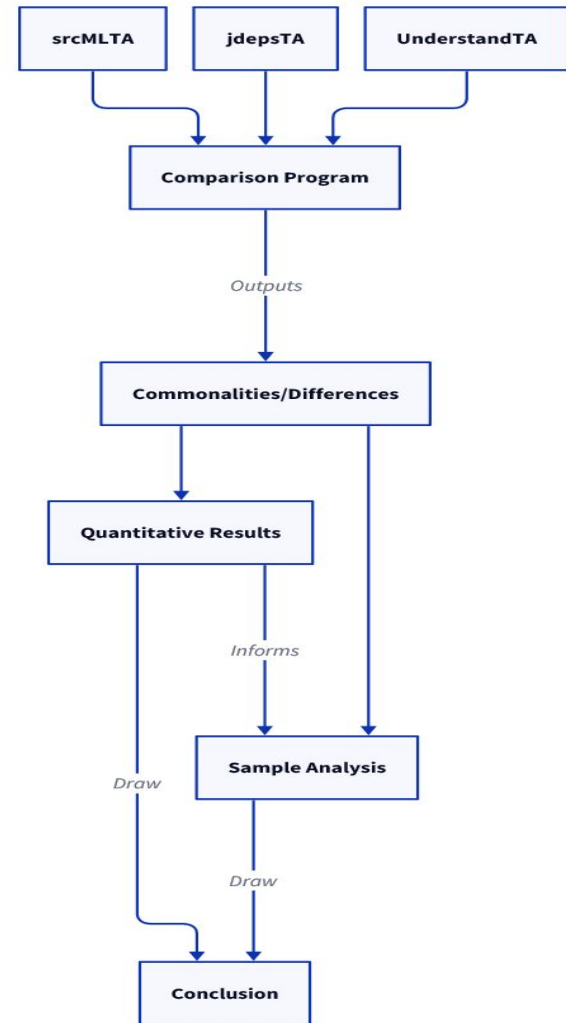 srcMLTA
jdepsTA
UnderstandTA
Comparison Program
Outputs
Commonalities/Differences
Quantitative Results
Informs
Sample Analysis
Draw
Draw
Conclusion